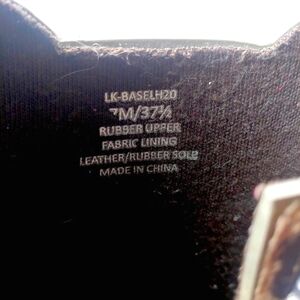 LK-BASELH20
7M/37½
RUBBER UPPER
FABRIC LINING
LEATHER/RUBBER SOLE
MADE IN CHINA